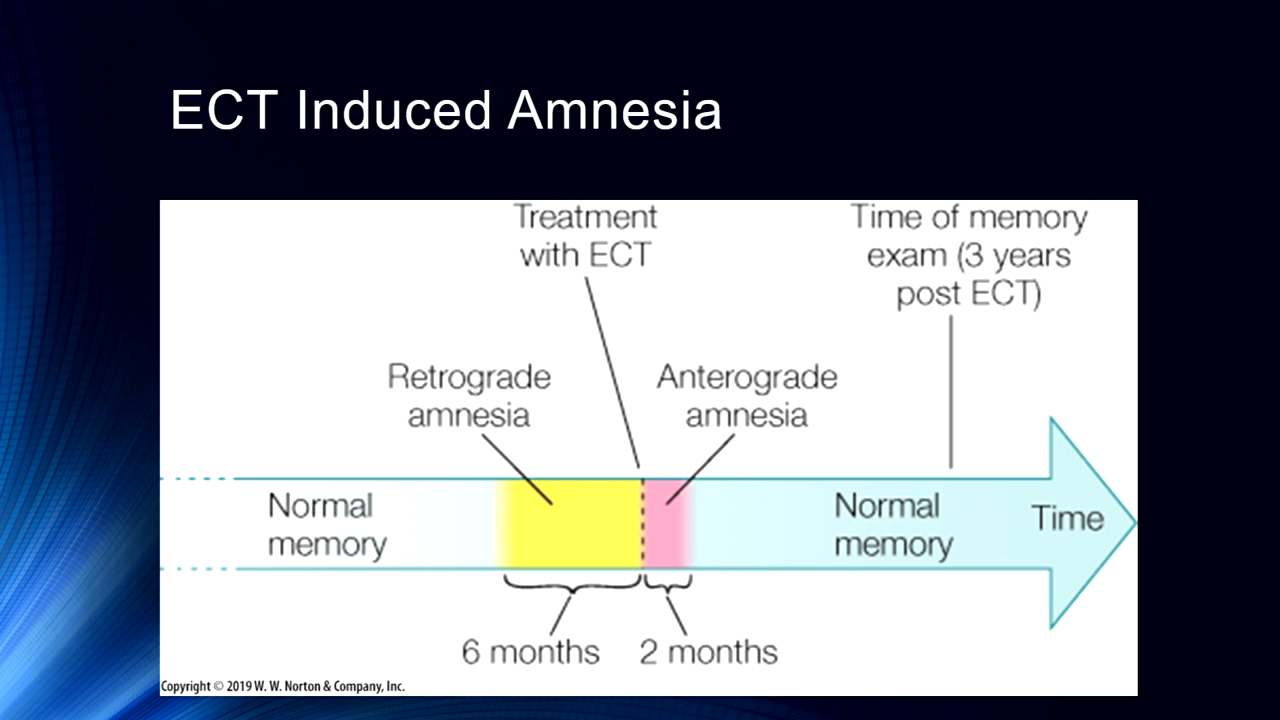 ECT Induced Amnesia
Treatment
with ECT
Time of memory
exam (3 years
post ECT)
Retrograde
amnesia
Anterograde
amnesia
Normal
memory
Normal
memory
Time
6 months
2 months
Copyright © 2019 W. W. Norton & Company, Inc.